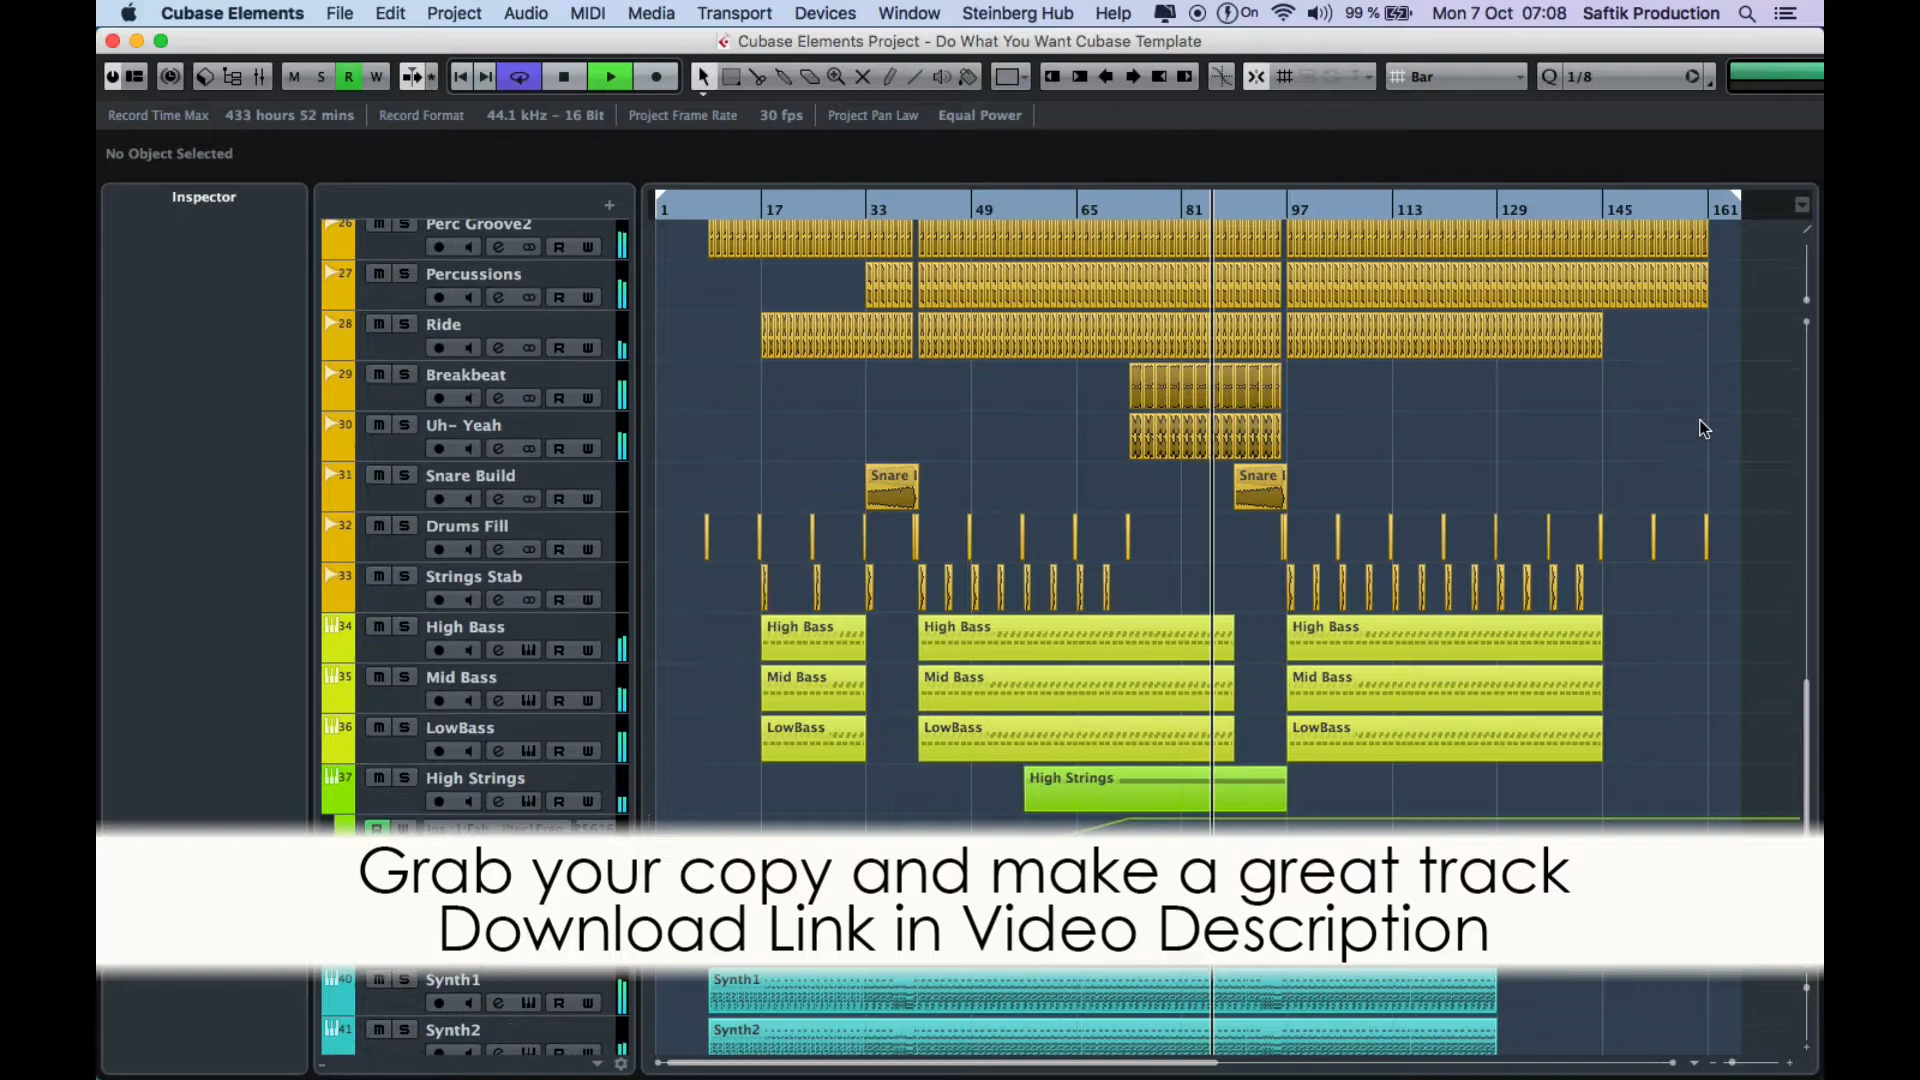 Cubase Elements File Edit Project Audio MIDI Media Transport Devices Window Steinberg Hub Help On 99 % Mon 7 Oct 07:08 Saftik Production
Cubase Elements Project - Do What You Want Cubase Template
M S R W Bar Q 1/8
Record Time Max 433 hours 52 mins Record Format 44.1 kHz - 16 Bit Project Frame Rate 30 fps Project Pan Law Equal Power
No Object Selected
Inspector
1 17 33 49 65 81 97 113 129 145 161
26 m S Perc Groove2
e R W
27 m S Percussions
e R W
28 m S Ride
e R W
29 m S Breakbeat
e R W
30 m S Uh- Yeah
e R W
31 m S Snare Build Snare Snare
e R W
32 m S Drums Fill
e R W
33 m S Strings Stab
e R W
34 m S High Bass High Bass High Bass High Bass
e R W
35 m S Mid Bass Mid Bass Mid Bass Mid Bass
e R W
36 m S LowBass LowBass LowBass LowBass
e R W
37 m S High Strings High Strings
e R W
Grab your copy and make a great track
Download Link in Video Description
40 m S Synth1 Synth1
e R W
41 m S Synth2 Synth2